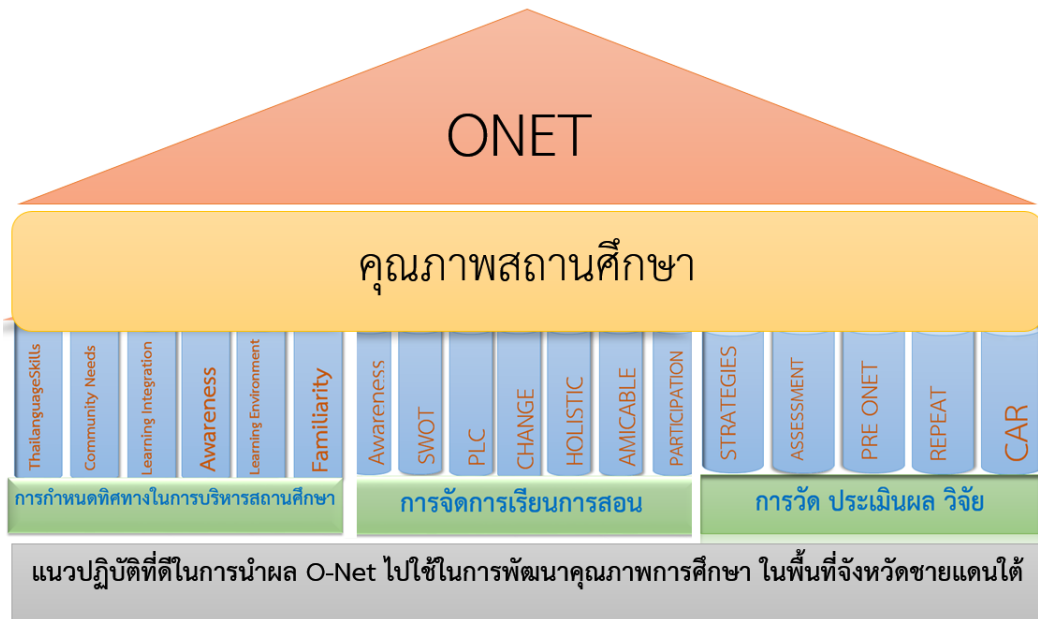 ONET
คุณภาพสถานศึกษา
ThailanguageSkills
Community Needs
Learning Integration
Awareness
Learning Environment
Familiarity
Awareness
SWOT
PLC
CHANGE
HOLISTIC
AMICABLE
PARTICIPATION
STRATEGIES
ASSESSMENT
PRE ONET
REPEAT
CAR
การกำหนดทิศทางในการบริหารสถานศึกษา
การจัดการเรียนการสอน
การวัด ประเมินผล วิจัย
แนวปฏิบัติที่ดีในการนำผล O-Net ไปใช้ในการพัฒนาคุณภาพการศึกษา ในพื้นที่จังหวัดชายแดนใต้